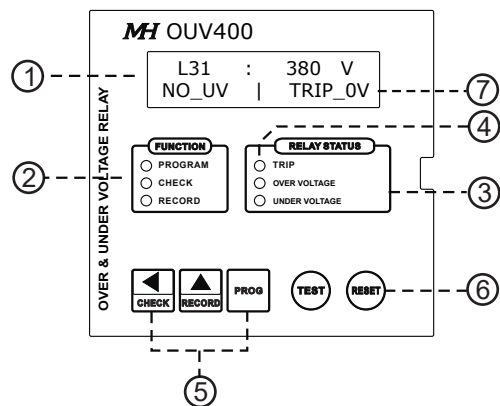 MH OUV400
L31 : 380 V
NO_UV | TRIP_0V
OVER & UNDER VOLTAGE RELAY
FUNCTION
PROGRAM
CHECK
RECORD
RELAY STATUS
TRIP
OVER VOLTAGE
UNDER VOLTAGE
CHECK
RECORD
PROG
TEST
RESET
1
2
3
4
5
6
7